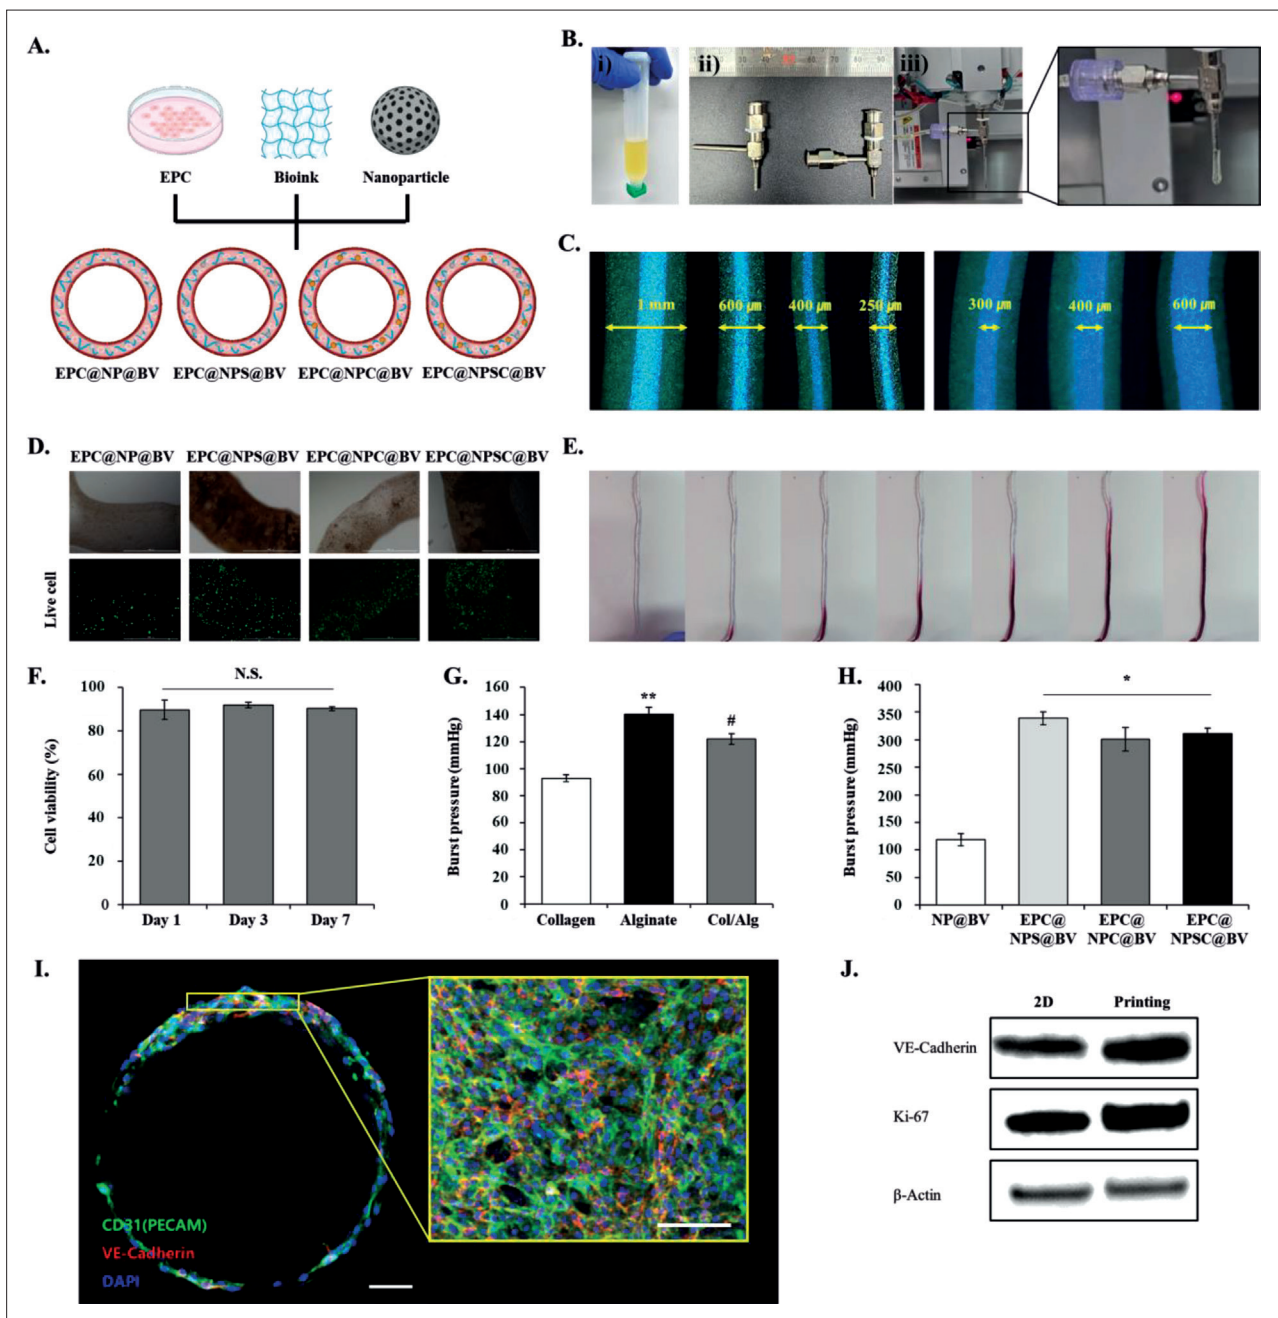 A.
EPC
Bioink
Nanoparticle
EPC@NP@BV
EPC@NPS@BV
EPC@NPC@BV
EPC@NPSC@BV
B.
i)
ii)
iii)
C.
1 mm
600 μm
400 μm
250 μm
300 μm
400 μm
600 μm
D.
EPC@NP@BV
EPC@NPS@BV
EPC@NPC@BV
EPC@NPSC@BV
Live cell
E.
F.
N.S.
Cell viability (%)
100
80
60
40
20
0
Day 1
Day 3
Day 7
G.
Burst pressure (mmHg)
160
140
120
100
80
60
40
20
0
**
#
Collagen
Alginate
Col/Alg
H.
Burst pressure (mmHg)
400
350
300
250
200
150
100
50
0
*
NP@BV
EPC@
NPS@BV
EPC@
NPC@BV
EPC@
NPSC@BV
I.
CD31(PECAM)
VE-Cadherin
DAPI
J.
2D
Printing
VE-Cadherin
Ki-67
β-Actin